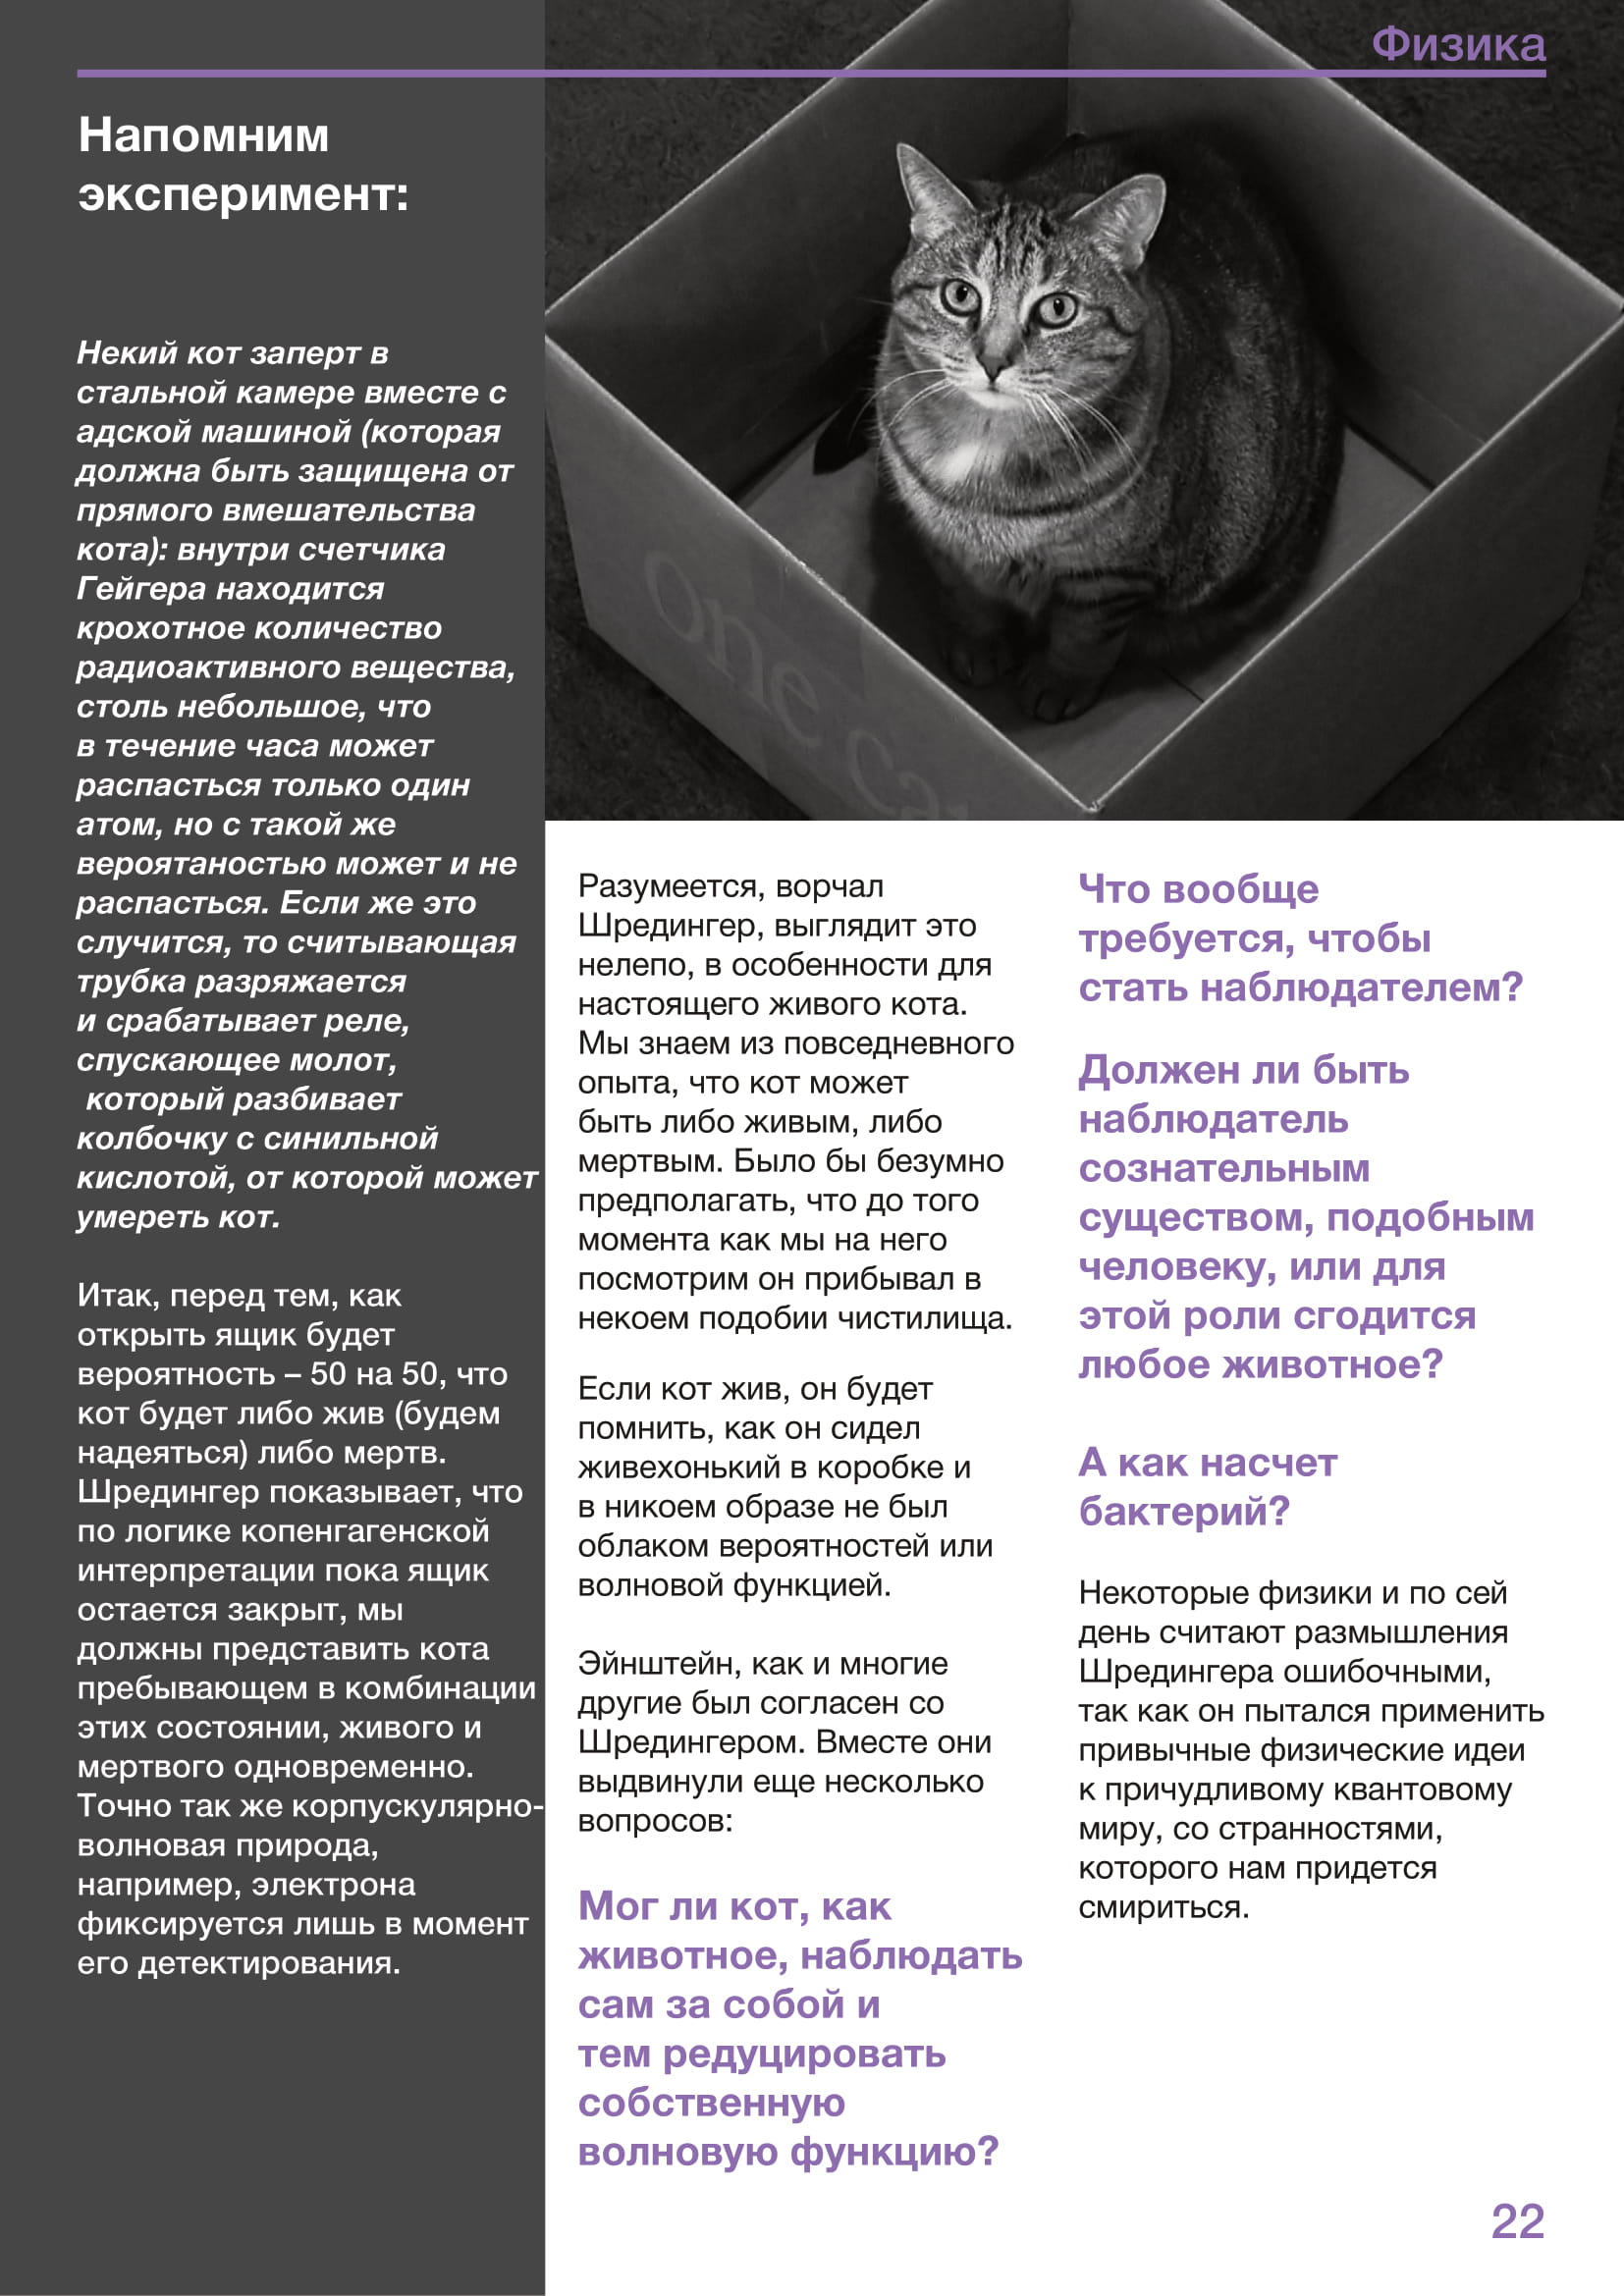 Физика
Напомним
эксперимент:
Некий кот заперт в
стальной камере вместе с
адской машиной (которая
должна быть защищена от
прямого вмешательства
кота): внутри счетчика
Гейгера находится
крохотное количество
радиоактивного вещества,
столь небольшое, что
в течение часа может
распасться только один
атом, но с такой же
вероятаностью может и не
распасться. Если же это
случится, то считывающая
трубка разряжается
и срабатывает реле,
спускающее молот,
который разбивает
колбочку с синильной
кислотой, от которой может
умереть кот.
Итак, перед тем, как
открыть ящик будет
вероятность – 50 на 50, что
кот будет либо жив (будем
надеяться) либо мертв.
Шредингер показывает, что
по логике копенгагенской
интерпретации пока ящик
остается закрыт, мы
должны представить кота
пребывающем в комбинации
этих состоянии, живого и
мертвого одновременно.
Точно так же корпускулярно-
волновая природа,
например, электрона
фиксируется лишь в момент
его детектирования.
one ca
Разумеется, ворчал
Шредингер, выглядит это
нелепо, в особенности для
настоящего живого кота.
Мы знаем из повседневного
опыта, что кот может
быть либо живым, либо
мертвым. Было бы безумно
предполагать, что до того
момента как мы на него
посмотрим он прибывал в
некоем подобии чистилища.
Если кот жив, он будет
помнить, как он сидел
живехонький в коробке и
в никоем образе не был
облаком вероятностей или
волновой функцией.
Эйнштейн, как и многие
другие был согласен со
Шредингером. Вместе они
выдвинули еще несколько
вопросов:
Мог ли кот, как
животное, наблюдать
сам за собой и
тем редуцировать
собственную
волновую функцию?
Что вообще
требуется, чтобы
стать наблюдателем?
Должен ли быть
наблюдатель
сознательным
существом, подобным
человеку, или для
этой роли сгодится
любое животное?
А как насчет
бактерий?
Некоторые физики и по сей
день считают размышления
Шредингера ошибочными,
так как он пытался применить
привычные физические идеи
к причудливому квантовому
миру, со странностями,
которого нам придется
смириться.
22